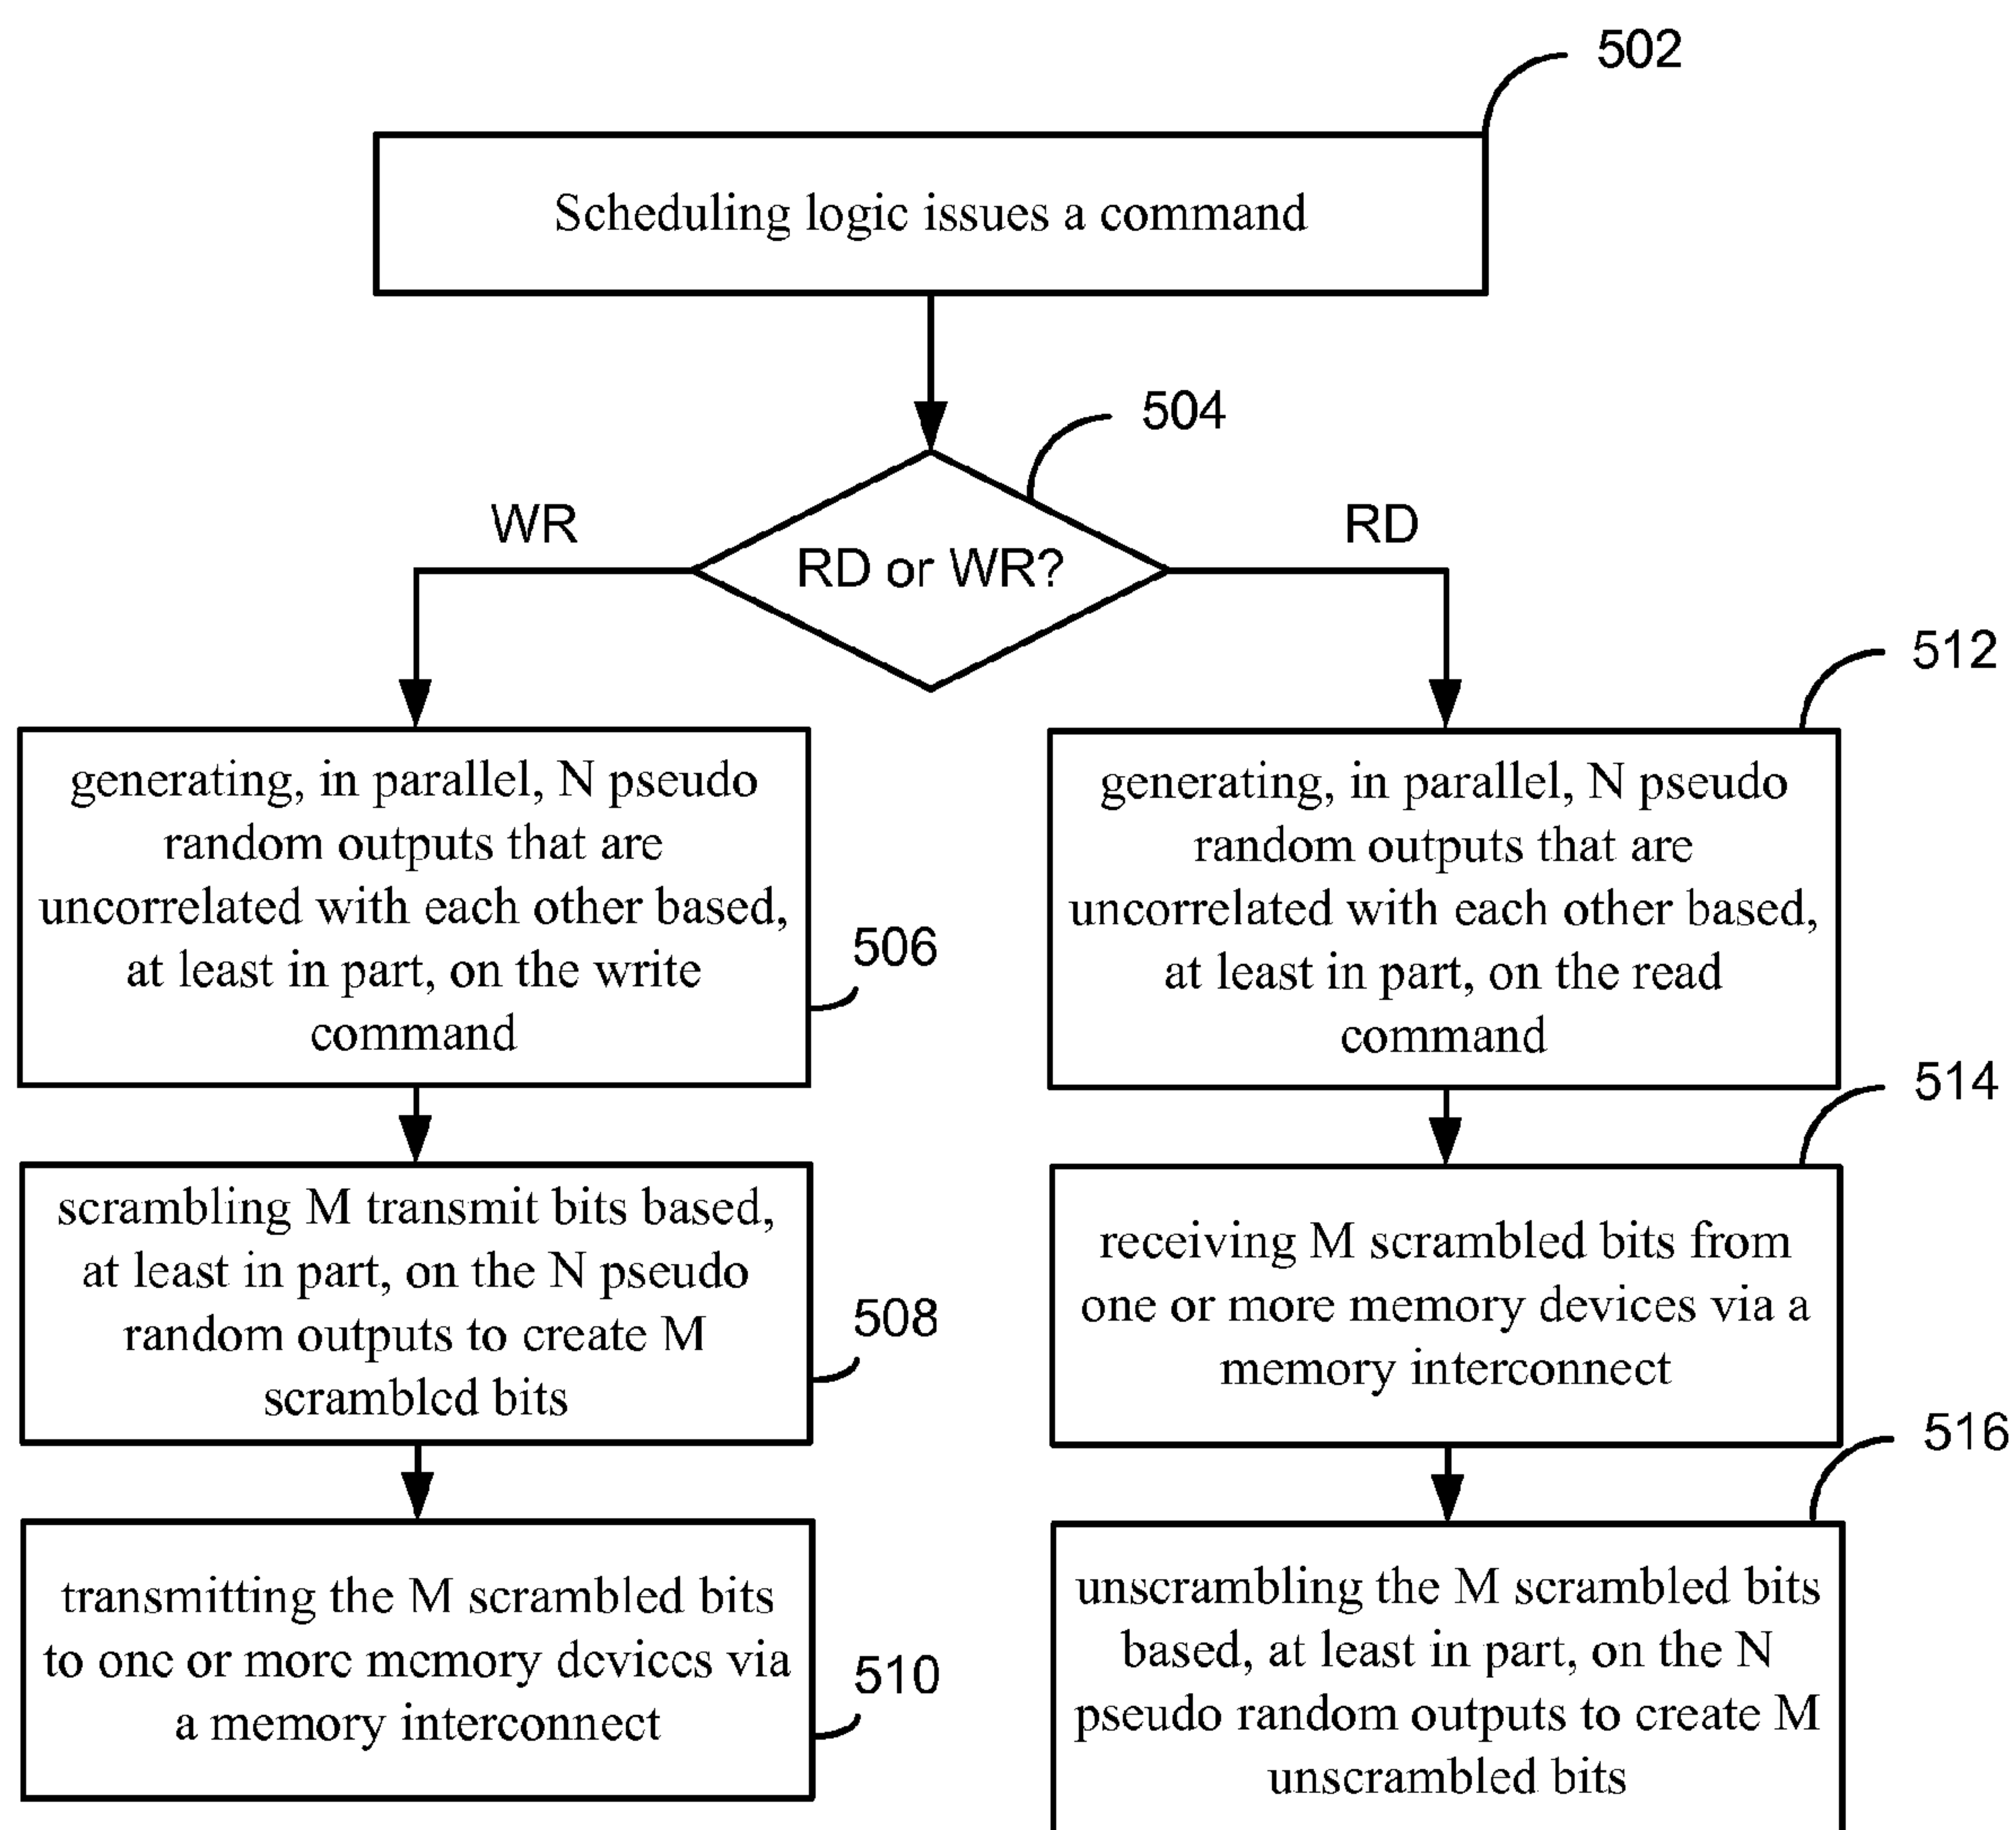 502
Scheduling logic issues a command
504
WR
RD
RD or WR?
512
generating, in parallel, N pseudo
random outputs that are
uncorrelated with each other based,
at least in part, on the write
command
506
generating, in parallel, N pseudo
random outputs that are
uncorrelated with each other based,
at least in part, on the read
command
514
scrambling M transmit bits based,
at least in part, on the N pseudo
random outputs to create M
scrambled bits
508
receiving M scrambled bits from
one or more memory devices via a
memory interconnect
516
transmitting the M scrambled bits
to one or more memory devices via
a memory interconnect
510
unscrambling the M scrambled bits
based, at least in part, on the N
pseudo random outputs to create M
unscrambled bits